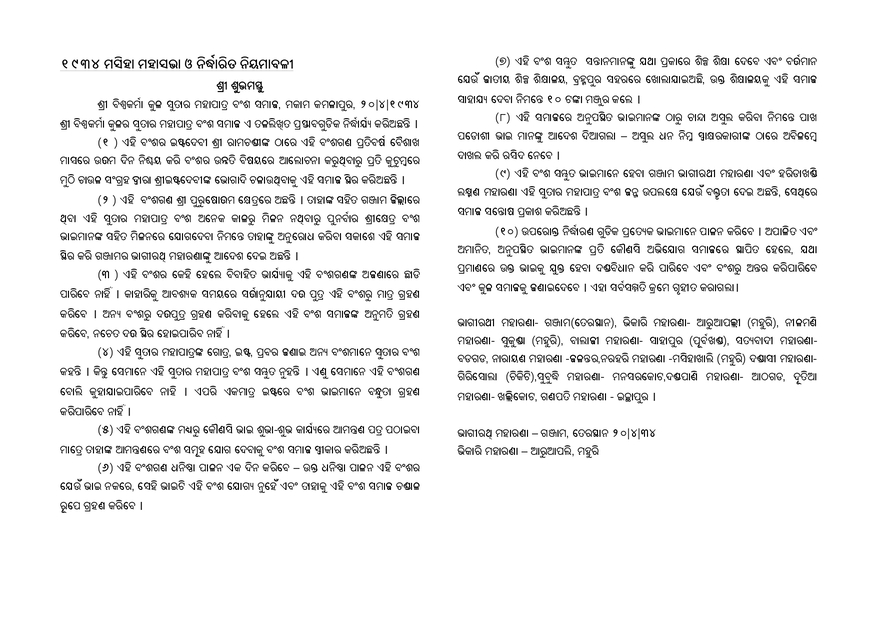 ୧୯୩୪ ମସିହା ମହାସଭା ଓ ନିର୍ଦ୍ଧାରିତ ନିୟମାବଳୀ
ଶ୍ରୀ ଶୁଭମସ୍ତୁ
ଶ୍ରୀ ବିଶ୍ୱକର୍ମା କୁଳ ସୁତାର ମହାପାତ୍ର ବଂଶ ସମାଜ, ମକାମ କମଳାପୁର, ୨୦|୪|୧୯୩୪
ଶ୍ରୀ ବିଶ୍ୱକର୍ମା କୁଳର ସୁତାର ମହାପାତ୍ର ବଂଶ ସମାଜ ଏ ତଳଲିଖିତ ପ୍ରସ୍ତାବଗୁଡିକ ନିର୍ଦ୍ଧାର୍ଯ୍ୟ କରିଅଛନ୍ତି ।
(୧ ) ଏହି ବଂଶର ଇଷ୍ଟଦେବୀ ଶ୍ରୀ ରାମଚଣ୍ଡୀଙ୍କ ଠାରେ ଏହି ବଂଶଗଣ ପ୍ରତିବର୍ଷ ବୈଶାଖ
ମାସରେ ଉତ୍ତମ ଦିନ ନିଶ୍ଚୟ କରି ବଂଶର ଉନ୍ନତି ବିଷୟରେ ଆଲୋଚନା କରୁଥିବାରୁ ପ୍ରତି କୁଟୁମ୍ବରେ
ମୁଠି ଚାଉଳ ସଂଗ୍ରହ ଦ୍ୱାରା ଶ୍ରୀଇଷ୍ଟଦେବୀଙ୍କ ଭୋଗାଦି ଚଳାଉଥିବାକୁ ଏହି ସମାଜ ସ୍ଥିର କରିଅଛନ୍ତି ।
(୨ ) ଏହି ବଂଶଗଣ ଶ୍ରୀ ପୁରୁଷୋତ୍ତମ କ୍ଷେତ୍ରରେ ଅଛନ୍ତି । ତାହାଙ୍କ ସହିତ ଗଞ୍ଜାମ ଜିଲ୍ଲାରେ
ଥିବା ଏହି ସୁତାର ମହାପାତ୍ର ବଂଶ ଅନେକ କାଳରୁ ମିଳନ ନଥିବାରୁ ପୁନର୍ବାର ଶ୍ରୀକ୍ଷେତ୍ର ବଂଶ
ଭାଇମାନଙ୍କ ସହିତ ମିଳନରେ ଯୋଗଦେବା ନିମନ୍ତେ ତାହାଙ୍କୁ ଅନୁରୋଧ କରିବା ସକାଶେ ଏହି ସମାଜ
ସ୍ଥିର କରି ଗଞ୍ଜାମର ଭାଗୀରଥି ମହାରଣାଙ୍କୁ ଆଦେଶ ଦେଇ ଅଛନ୍ତି ।
(୩ ) ଏହି ବଂଶର କେହି ହେଲେ ବିବାହିତ ଭାର୍ଯ୍ୟାକୁ ଏହି ବଂଶଗଣଙ୍କ ଅଜଣାରେ ଛାଡି
ପାରିବେ ନାହିଁ । କାହାରିକୁ ଆବଶ୍ୟକ ସମୟରେ ସର୍ତ୍ତାନୁସାୟୀ ଦତ୍ତ ପୁତ୍ର ଏହି ବଂଶରୁ ମାତ୍ର ଗ୍ରହଣ
କରିବେ । ଅନ୍ୟ ବଂଶରୁ ଦତ୍ତପୁତ୍ର ଗ୍ରହଣ କରିବାକୁ ହେଲେ ଏହି ବଂଶ ସମାଜଙ୍କ ଅନୁମତି ଗ୍ରହଣ
କରିବେ, ନଚେତ ଦତ୍ତ ସ୍ଥିର ହୋଇପାରିବ ନାହିଁ ।
(୪) ଏହି ସୁତାର ମହାପାତ୍ରଙ୍କ ଗୋତ୍ର, ଇଷ୍ଟ, ପ୍ରବର ଜଣାଇ ଅନ୍ୟ ବଂଶମାନେ ସୁତାର ବଂଶ
କହନ୍ତି । କିନ୍ତୁ ସେମାନେ ଏହି ସୁତାର ମହାପାତ୍ର ବଂଶ ସମ୍ଭୁତ ନୁହନ୍ତି । ଏଣୁ ସେମାନେ ଏହି ବଂଶଗଣ
ବୋଲି କୁହାଯାଇପାରିବେ ନାହିଁ । ଏପରି ଏକମାତ୍ର ଇଷ୍ଟରେ ବଂଶ ଭାଇମାନେ ବନ୍ଧୁତା ଗ୍ରହଣ
କରିପାରିବେ ନାହିଁ ।
(୫) ଏହି ବଂଶଗଣଙ୍କ ମଧ୍ୟରୁ କୌଣସି ଭାଇ ଶୁଭା-ଶୁଭ କାର୍ଯ୍ୟରେ ଆମନ୍ତ୍ରଣ ପତ୍ର ପଠାଇବା
ମାତ୍ରେ ତାହାଙ୍କ ଆମନ୍ତ୍ରଣରେ ବଂଶ ସମୂହ ଯୋଗ ଦେବାକୁ ବଂଶ ସମାଜ ସ୍ୱୀକାର କରିଅଛନ୍ତି ।
(୬) ଏହି ବଂଶଗଣ ଧନିଷ୍ଠା ପାଳନ ଏକ ଦିନ କରିବେ – ଉକ୍ତ ଧନିଷ୍ଠା ପାଳନ ଏହି ବଂଶର
ଯେଉଁ ଭାଇ ନକରେ, ସେହି ଭାଇଟି ଏହି ବଂଶ ଯୋଗ୍ୟ ନୁହେଁ ଏବଂ ତାହାକୁ ଏହି ବଂଶ ସମାଜ ଚଣ୍ଡାଳ
ରୂପେ ଗ୍ରହଣ କରିବେ ।
(୭) ଏହି ବଂଶ ସମ୍ଭୁତ ସନ୍ତାନମାନଙ୍କୁ ଯଥା ପ୍ରକାରେ ଶିଳ୍ପ ଶିକ୍ଷା ଦେବେ ଏବଂ ବର୍ତ୍ତମାନ
ଯେଉଁ ଜାତୀୟ ଶିଳ୍ପ ଶିକ୍ଷାଳୟ, ବ୍ରହ୍ମପୁର ସହରରେ ଖୋଲାଯାଇଅଛି, ଉକ୍ତ ଶିକ୍ଷାଳୟକୁ ଏହି ସମାଜ
ସାହାଯ୍ୟ ଦେବା ନିମନ୍ତେ ୧୦ ଟଙ୍କା ମଞ୍ଜୁର କଲେ ।
(୮) ଏହି ସମାଜରେ ଅନୁପସ୍ଥିତ ଭାଇମାନଙ୍କ ଠାରୁ ଚାନ୍ଦା ଅସୁଲ କରିବା ନିମନ୍ତେ ପାଖ
ପଡୋଶୀ ଭାଇ ମାନଙ୍କୁ ଆଦେଶ ଦିଆଗଲା – ଅସୁଲ ଧନ ନିମ୍ନ ସ୍ୱାକ୍ଷରକାରୀଙ୍କ ଠାରେ ଅବିଳମ୍ବେ
ଦାଖଲ କରି ରସିଦ ନେବେ ।
(୯) ଏହି ବଂଶ ସମ୍ଭୁତ ଭାଇମାନେ ହେବା ଗଞ୍ଜାମ ଭାଗୀରଥୀ ମହାରଣା ଏବଂ ହରିଡାଖଣ୍ଡି
ଲକ୍ଷ୍ମଣ ମହାରଣା ଏହି ସୁତାର ମହାପାତ୍ର ବଂଶ ଜନ୍ମ ଉପଲକ୍ଷେ ଯେଉଁ ବକ୍ତୃତା ଦେଇ ଅଛନ୍ତି, ସେଥିରେ
ସମାଜ ସନ୍ତୋଷ ପ୍ରକାଶ କରିଅଛନ୍ତି ।
(୧୦) ଉପରୋକ୍ତ ନିର୍ଦ୍ଧାରଣ ଗୁଡିକ ପ୍ରତ୍ୟେକ ଭାଇମାନେ ପାଳନ କରିବେ । ଅପାଳିତ ଏବଂ
ଅମାନିତ, ଅନୁପସ୍ଥିତ ଭାଇମାନଙ୍କ ପ୍ରତି କୌଣସି ଅଭିଯୋଗ ସମାଜରେ ସ୍ଥାପିତ ହେଲେ, ଯଥା
ପ୍ରମାଣରେ ଉକ୍ତ ଭାଇକୁ ଯୁକ୍ତ ହେବା ଦଣ୍ଡବିଧାନ କରି ପାରିବେ ଏବଂ ବଂଶରୁ ଅନ୍ତର କରିପାରିବେ
ଏବଂ କୁଳ ସମାଜକୁ ଜଣାଇଦେବେ । ଏହା ସର୍ବସମ୍ମତି କ୍ରମେ ଗୃହୀତ କରାଗଲା।
ଭାଗୀରଥୀ ମହାରଣା- ଗଞ୍ଜାମ(ତେରସ୍ଥାନ), ଭିକାରି ମହାରଣା- ଆରୁଆପଲ୍ଲୀ (ମହୁରି), ନୀଳମଣି
ମହାରଣା- ସୁକୁଣ୍ଡା (ମହୁରି), ବାଲାଜୀ ମହାରଣା- ସାହାପୁର (ପୂର୍ବଖଣ୍ଡ), ସତ୍ୟବାଦୀ ମହାରଣା-
ବଡଗଡ, ନାରାୟଣ ମହାରଣା -ଜଳନ୍ତର,ନରହରି ମହାରଣା -ମସିଆଖାଲି (ମହୁରି) ଦଣ୍ଡାସୀ ମହାରଣା-
ଗିରିସୋଲା (ଚିକିଟି),ସୁବୁଦ୍ଧି ମହାରଣା- ମନସରକୋଟ,ଦଣ୍ଡପାଣି ମହାରଣା- ଆଠଗଡ, ଦୁତିଆ
ମହାରଣା- ଖଲ୍ଲିକୋଟ, ଗଣପତି ମହାରଣା - ଇଚ୍ଛାପୁର ।
ଭାଗୀରଥି ମହାରଣା – ଗଞ୍ଜାମ, ତେରସ୍ଥାନ ୨୦|୪|୩୪
ଭିକାରି ମହାରଣା – ଆରୁଆପଲି, ମହୁରି